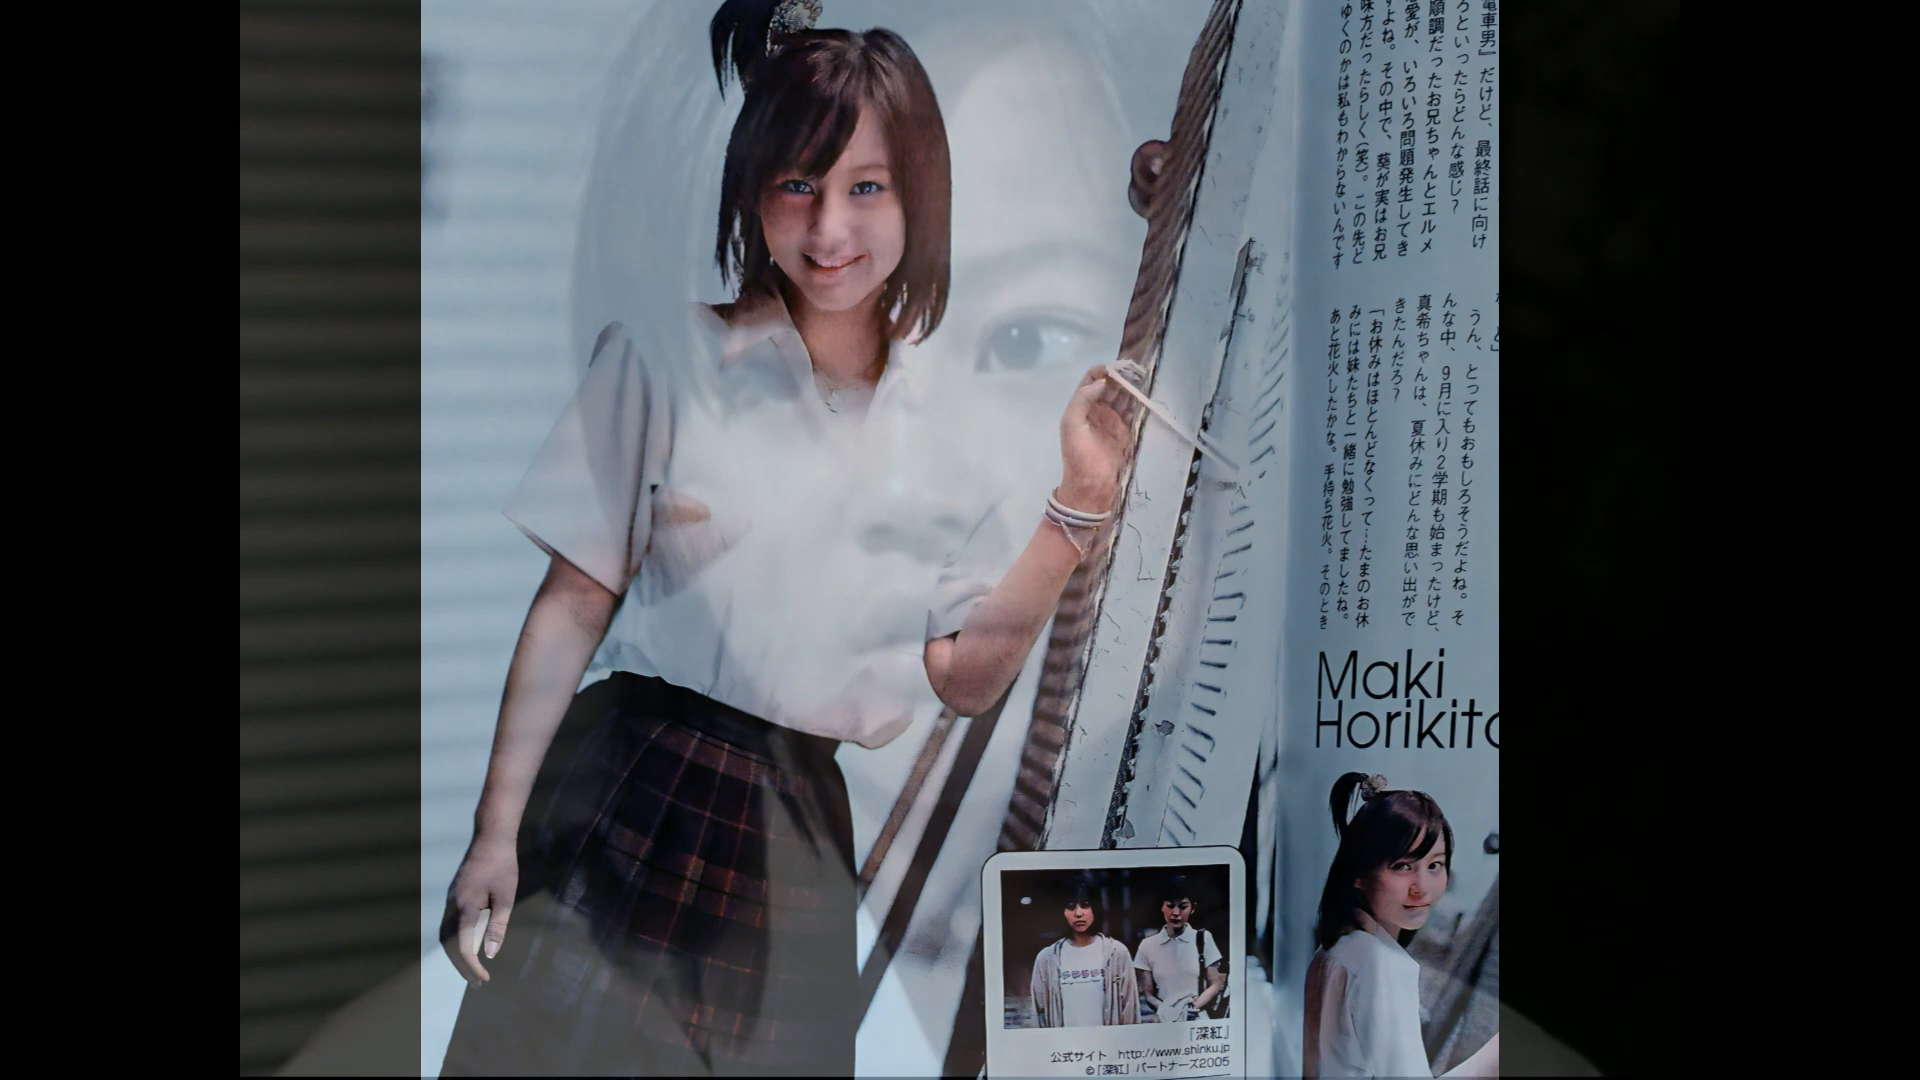 電車男』だけど、最終話に向け
ろといったらどんな感じ?
順調だったお兄ちゃんとエルメ
恋愛が、いろいろ問題発生してき
すよね。その中で、葵が実はお兄
味方だったらしく(笑)。この先ど
ゆくのかは私もわからないんです
うん、とってもおもしろそうだよね。そ
んな中、9月に入り2学期も始まったけど、
真希ちゃんは、夏休みにどんな思い出がで
きたんだろ?
「お休みはほとんどなくって…たまのお休
みには妹たちと一緒に勉強してましたね。
あと花火したかな。手持ち花火。そのとき
Maki
Horikito
『深紅』
公式サイト http://www.shinku.jp
©『深紅』パートナーズ2005